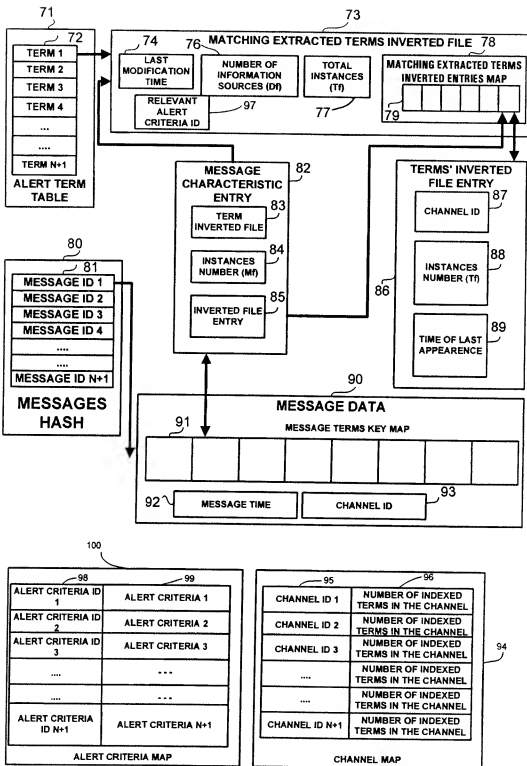 71
72
TERM 1
TERM 2
TERM 3
TERM 4
...
....
TERM N+1
ALERT TERM
TABLE
73
MATCHING EXTRACTED TERMS INVERTED FILE
74
LAST
MODIFICATION
TIME
76
NUMBER OF
INFORMATION
SOURCES (Df)
TOTAL
INSTANCES
(Tf)
77
78
MATCHING EXTRACTED TERMS
INVERTED ENTRIES MAP
79
RELEVANT
ALERT
CRITERIA ID
97
MESSAGE
CHARACTERISTIC
ENTRY
82
83
TERM
INVERTED FILE
84
INSTANCES
NUMBER (Mf)
85
INVERTED FILE
ENTRY
TERMS' INVERTED
FILE ENTRY
87
CHANNEL ID
88
INSTANCES
NUMBER (Tf)
86
89
TIME OF LAST
APPEARENCE
80
81
MESSAGE ID 1
MESSAGE ID 2
MESSAGE ID 3
MESSAGE ID 4
....
....
MESSAGE ID N+1
MESSAGES
HASH
90
MESSAGE DATA
MESSAGE TERMS KEY MAP
91
92
MESSAGE TIME
CHANNEL ID
93
100
98
99
ALERT CRITERIA ID
1
ALERT CRITERIA 1
ALERT CRITERIA ID
2
ALERT CRITERIA 2
ALERT CRITERIA ID
3
ALERT CRITERIA 3
....
- - -
....
- - -
ALERT CRITERIA
ID N+1
ALERT CRITERIA N+1
ALERT CRITERIA MAP
95
96
CHANNEL ID 1
NUMBER OF INDEXED
TERMS IN THE CHANNEL
CHANNEL ID 2
NUMBER OF INDEXED
TERMS IN THE CHANNEL
CHANNEL ID 3
NUMBER OF INDEXED
TERMS IN THE CHANNEL
....
NUMBER OF INDEXED
TERMS IN THE CHANNEL
....
NUMBER OF INDEXED
TERMS IN THE CHANNEL
CHANNEL ID N+1
NUMBER OF INDEXED
TERMS IN THE CHANNEL
94
CHANNEL MAP